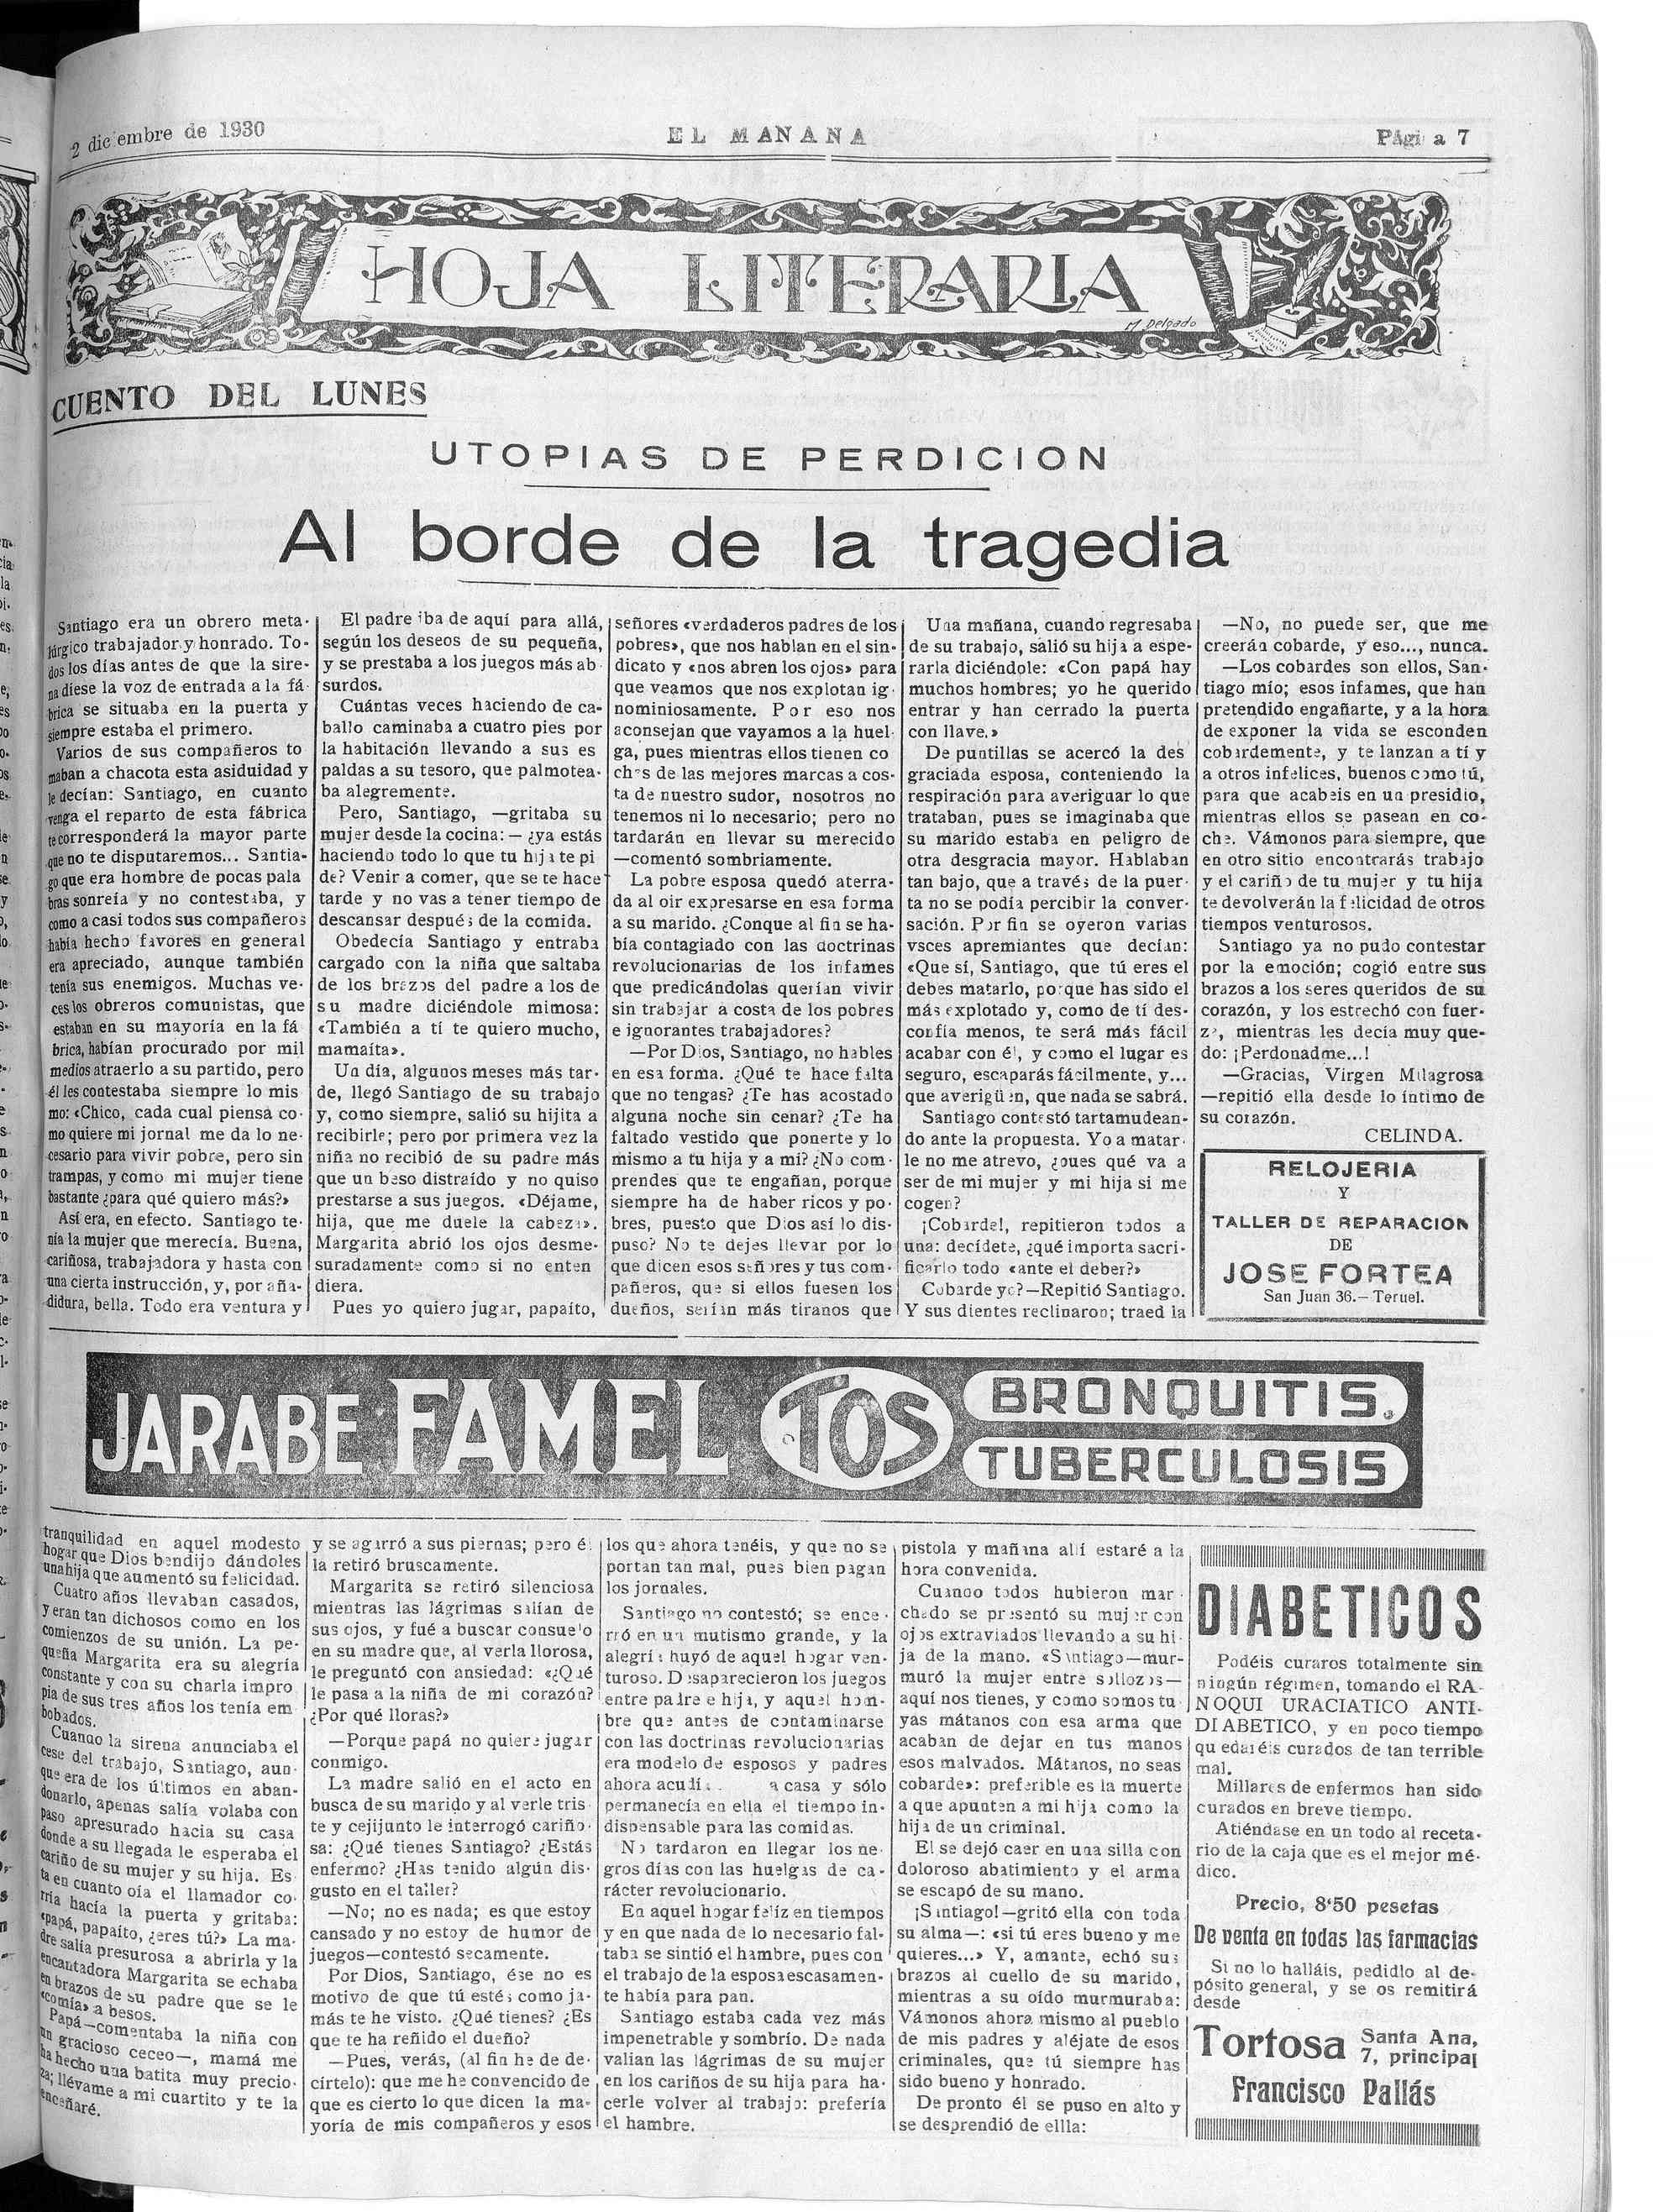 2 dic embre de 1930
EL MAÑANA
Pági a 7
HOJA LITERARIA
M. Delgado
CUENTO DEL LUNES
UTOPIAS DE PERDICION
Al borde de la tragedia
Santiago era un obrero meta-
lúrgico trabajador y honrado. To-
dos los días antes de que la sire-
na diese la voz de entrada a la fá-
brica se situaba en la puerta y
siempre estaba el primero.
Varios de sus compañeros to
maban a chacota esta asiduidad y
le decían: Santiago, en cuanto
venga el reparto de esta fábrica
te corresponderá la mayor parte
que no te disputaremos... Santia-
go que era hombre de pocas pala
bras sonreía y no contestaba, y
como a casi todos sus compañeros
había hecho favores en general
era apreciado, aunque también
tenía sus enemigos. Muchas ve-
ces los obreros comunistas, que
estaban en su mayoría en la fá
brica, habían procurado por mil
medios atraerlo a su partido, pero
él les contestaba siempre lo mis
mo: «Chico, cada cual piensa co-
mo quiere mi jornal me da lo ne-
cesario para vivir pobre, pero sin
trampas, y como mi mujer tiene
bastante ¿para qué quiero más?»
Así era, en efecto. Santiago te-
nía la mujer que merecía. Buena,
cariñosa, trabajadora y hasta con
una cierta instrucción, y, por aña-
didura, bella. Todo era ventura y
tranquilidad en aquel modesto
hogar que Dios bendijo dándoles
una hija que aumentó su felicidad.
Cuatro años llevaban casados,
y eran tan dichosos como en los
comienzos de su unión. La pe-
queña Margarita era su alegría
constante y con su charla impro
pia de sus tres años los tenía em
bobados.
Cuando la sirena anunciaba el
cese del trabajo, Santiago, aun-
que era de los últimos en aban-
donarlo, apenas salía volaba con
paso apresurado hacia su casa
donde a su llegada le esperaba el
cariño de su mujer y su hija. Es
ta en cuanto oía el llamador co-
rría hacía la puerta y gritaba:
«papá, papaíto, ¿eres tú?» La ma-
dre salía presurosa a abrirla y la
encantadora Margarita se echaba
en brazos de su padre que se le
«comía» a besos.
Papá—comentaba la niña con
un gracioso ceceo—, mamá me
ha hecho una batita muy precio-
za; llévame a mi cuartito y te la
enceñaré.
El padre iba de aquí para allá,
según los deseos de su pequeña,
y se prestaba a los juegos más ab-
surdos.
Cuántas veces haciendo de ca-
ballo caminaba a cuatro pies por
la habitación llevando a sus es
paldas a su tesoro, que palmotea-
ba alegremente.
Pero, Santiago, —gritaba su
mujer desde la cocina: — ¿ya estás
haciendo todo lo que tu hija te pi
de? Venir a comer, que se te hace
tarde y no vas a tener tiempo de
descansar después de la comida.
Obedecía Santiago y entraba
cargado con la niña que saltaba
de los brazos del padre a los de
su madre diciéndole mimosa:
«También a tí te quiero mucho,
mamaíta».
Un día, algunos meses más tar-
de, llegó Santiago de su trabajo
y, como siempre, salió su hijita a
recibirle; pero por primera vez la
niña no recibió de su padre más
que un beso distraído y no quiso
prestarse a sus juegos. «Déjame,
hija, que me duele la cabeza».
Margarita abrió los ojos desme-
suradamente como si no enten
diera.
Pues yo quiero jugar, papaíto,
y se agarró a sus piernas; pero él
la retiró bruscamente.
Margarita se retiró silenciosa
mientras las lágrimas salían de
sus ojos, y fué a buscar consuelo
en su madre que, al verla llorosa,
le preguntó con ansiedad: «¿Qué
le pasa a la niña de mi corazón?
¿Por qué lloras?»
—Porque papá no quiere jugar
conmigo.
La madre salió en el acto en
busca de su marido y al verle tris
te y cejijunto le interrogó cariño-
sa: ¿Qué tienes Santiago? ¿Estás
enfermo? ¿Has tenido algún dis-
gusto en el taller?
—No; no es nada; es que estoy
cansado y no estoy de humor de
juegos—contestó secamente.
Por Dios, Santiago, ése no es
motivo de que tú estés como ja-
más te he visto. ¿Qué tienes? ¿Es
que te ha reñido el dueño?
—Pues, verás, (al fin he de de-
círtelo): que me he convencido de
que es cierto lo que dicen la ma-
yoría de mis compañeros y esos
señores «verdaderos padres de los
pobres», que nos hablan en el sin-
dicato y «nos abren los ojos» para
que veamos que nos explotan ig-
nominiosamente. Por eso nos
aconsejan que vayamos a la huel-
ga, pues mientras ellos tienen co
ches de las mejores marcas a cos-
ta de nuestro sudor, nosotros no
tenemos ni lo necesario; pero no
tardarán en llevar su merecido
—comentó sombriamente.
La pobre esposa quedó aterra-
da al oir expresarse en esa forma
a su marido. ¿Conque al fin se ha-
bía contagiado con las doctrinas
revolucionarias de los infames
que predicándolas querían vivir
sin trabajar a costa de los pobres
e ignorantes trabajadores?
—Por Dios, Santiago, no hables
en esa forma. ¿Qué te hace falta
que no tengas? ¿Te has acostado
alguna noche sin cenar? ¿Te ha
faltado vestido que ponerte y lo
mismo a tu hija y a mí? ¿No com-
prendes que te engañan, porque
siempre ha de haber ricos y po-
bres, puesto que Dios así lo dis-
puso? No te dejes llevar por lo
que dicen esos señores y tus com-
pañeros, que si ellos fuesen los
dueños, serían más tiranos que
los que ahora tenéis, y que no se
portan tan mal, pues bien pagan
los jornales.
Santiago no contestó; se ence-
rró en un mutismo grande, y la
alegría huyó de aquel hogar ven-
turoso. Desaparecieron los juegos
entre padre e hija, y aquel hom-
bre que antes de contaminarse
con las doctrinas revolucionarias
era modelo de esposos y padres
ahora acudí a casa y sólo
permanecía en ella el tiempo in-
dispensable para las comidas.
No tardaron en llegar los ne-
gros días con las huelgas de ca-
rácter revolucionario.
En aquel hogar felíz en tiempos
y en que nada de lo necesario fal-
taba se sintió el hambre, pues con
el trabajo de la esposa escasamen-
te había para pan.
Santiago estaba cada vez más
impenetrable y sombrío. De nada
valian las lágrimas de su mujer
en los cariños de su hija para ha-
cerle volver al trabajo: prefería
el hambre.
Una mañana, cuando regresaba
de su trabajo, salió su hija a espe-
rarla diciéndole: «Con papá hay
muchos hombres; yo he querido
entrar y han cerrado la puerta
con llave.»
De puntillas se acercó la des
graciada esposa, conteniendo la
respiración para averiguar lo que
trataban, pues se imaginaba que
su marido estaba en peligro de
otra desgracia mayor. Hablaban
tan bajo, que a través de la puer-
ta no se podía percibir la conver-
sación. Por fin se oyeron varias
vsces apremiantes que decían:
«Que sí, Santiago, que tú eres el
debes matarlo, porque has sido el
más explotado y, como de tí des-
confía menos, te será más fácil
acabar con él, y como el lugar es
seguro, escaparás fácilmente, y...
que averigüen, que nada se sabrá.
Santiago contestó tartamudean-
do ante la propuesta. Yo a matar-
le no me atrevo, ¿pues qué va a
ser de mi mujer y mi hija si me
cogen?
¡Cobarde!, repitieron todos a
una: decídete, ¿qué importa sacri-
ficarlo todo «ante el deber?»
Cobarde yo?—Repitió Santiago.
Y sus dientes reclinaron; traed la
pistola y mañana allí estaré a la
hora convenida.
Cuando todos hubieron mar-
chado se presentó su mujer con
ojos extraviados llevando a su hi-
ja de la mano. «Santiago—mur-
muró la mujer entre sollozos—
aquí nos tienes, y como somos tu
yas mátanos con esa arma que
acaban de dejar en tus manos
esos malvados. Mátanos, no seas
cobarde»: preferible es la muerte
a que apunten a mi hija como la
hija de un criminal.
El se dejó caer en una silla con
doloroso abatimiento y el arma
se escapó de su mano.
¡Santiago!—gritó ella con toda
su alma—: «si tú eres bueno y me
quieres...» Y, amante, echó sus
brazos al cuello de su marido,
mientras a su oído murmuraba:
Vámonos ahora mismo al pueblo
de mis padres y aléjate de esos
criminales, que tú siempre has
sido bueno y honrado.
De pronto él se puso en alto y
se desprendió de ellla:
—No, no puede ser, que me
creerán cobarde, y eso..., nunca.
—Los cobardes son ellos, San-
tiago mío; esos infames, que han
pretendido engañarte, y a la hora
de exponer la vida se esconden
cobardemente, y te lanzan a tí y
a otros infelices, buenos como tú,
para que acabeis en un presidio,
mientras ellos se pasean en co-
che. Vámonos para siempre, que
en otro sitio encontrarás trabajo
y el cariño de tu mujer y tu hija
te devolverán la felicidad de otros
tiempos venturosos.
Santiago ya no pudo contestar
por la emoción; cogió entre sus
brazos a los seres queridos de su
corazón, y los estrechó con fuer-
za, mientras les decía muy que-
do: ¡Perdonadme...!
—Gracias, Virgen Milagrosa
—repitió ella desde lo íntimo de
su corazón.
CELINDA.
RELOJERIA
Y
TALLER DE REPARACION
DE
JOSE FORTEA
San Juan 36.—Teruel.
JARABE FAMEL TOS BRONQUITIS,
TUBERCULOSIS
DIABETICOS
Podéis curaros totalmente sin
ningún régimen, tomando el RA-
NOQUI URACIATICO ANTI-
DIABETICO, y en poco tiempo
quedaréis curados de tan terrible
mal.
Millares de enfermos han sido
curados en breve tiempo.
Atiéndase en un todo al receta-
rio de la caja que es el mejor mé-
dico.
Precio, 8'50 pesetas
De venta en todas las farmacias
Si no lo halláis, pedidlo al de-
pósito general, y se os remitirá
desde
Tortosa Santa Ana,
7, principal
Francisco Pallás